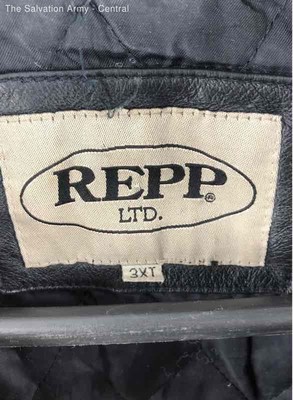 The Salvation Army - Central
REPP®
LTD.
3XT